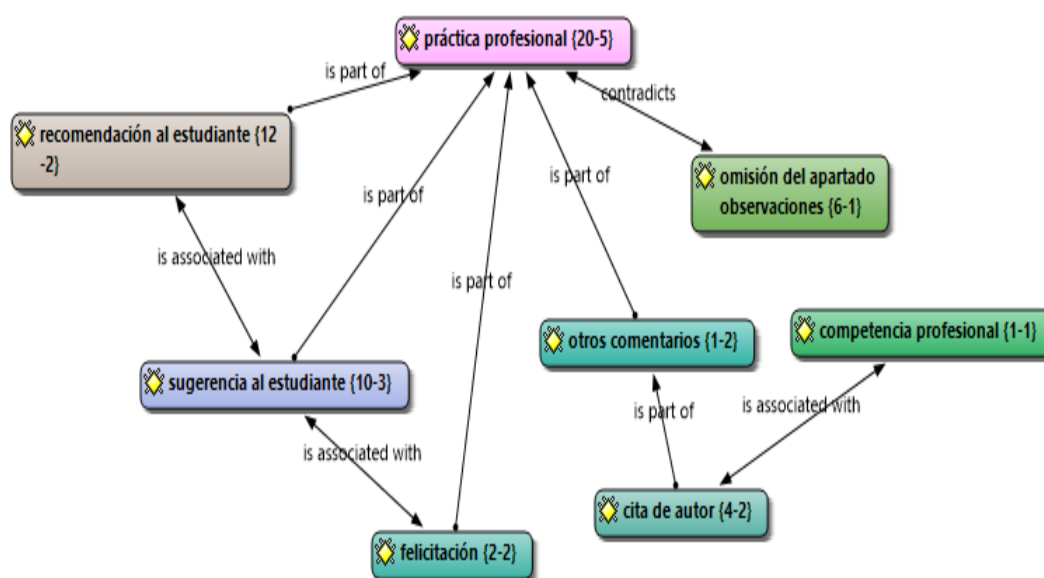 práctica profesional {20-5}
is part of
contradicts
recomendación al estudiante {12
-2}
omisión del apartado
observaciones {6-1}
is part of
is part of
is associated with
is part of
otros comentarios {1-2}
competencia profesional {1-1}
sugerencia al estudiante {10-3}
is part of
is associated with
is associated with
cita de autor {4-2}
felicitación {2-2}